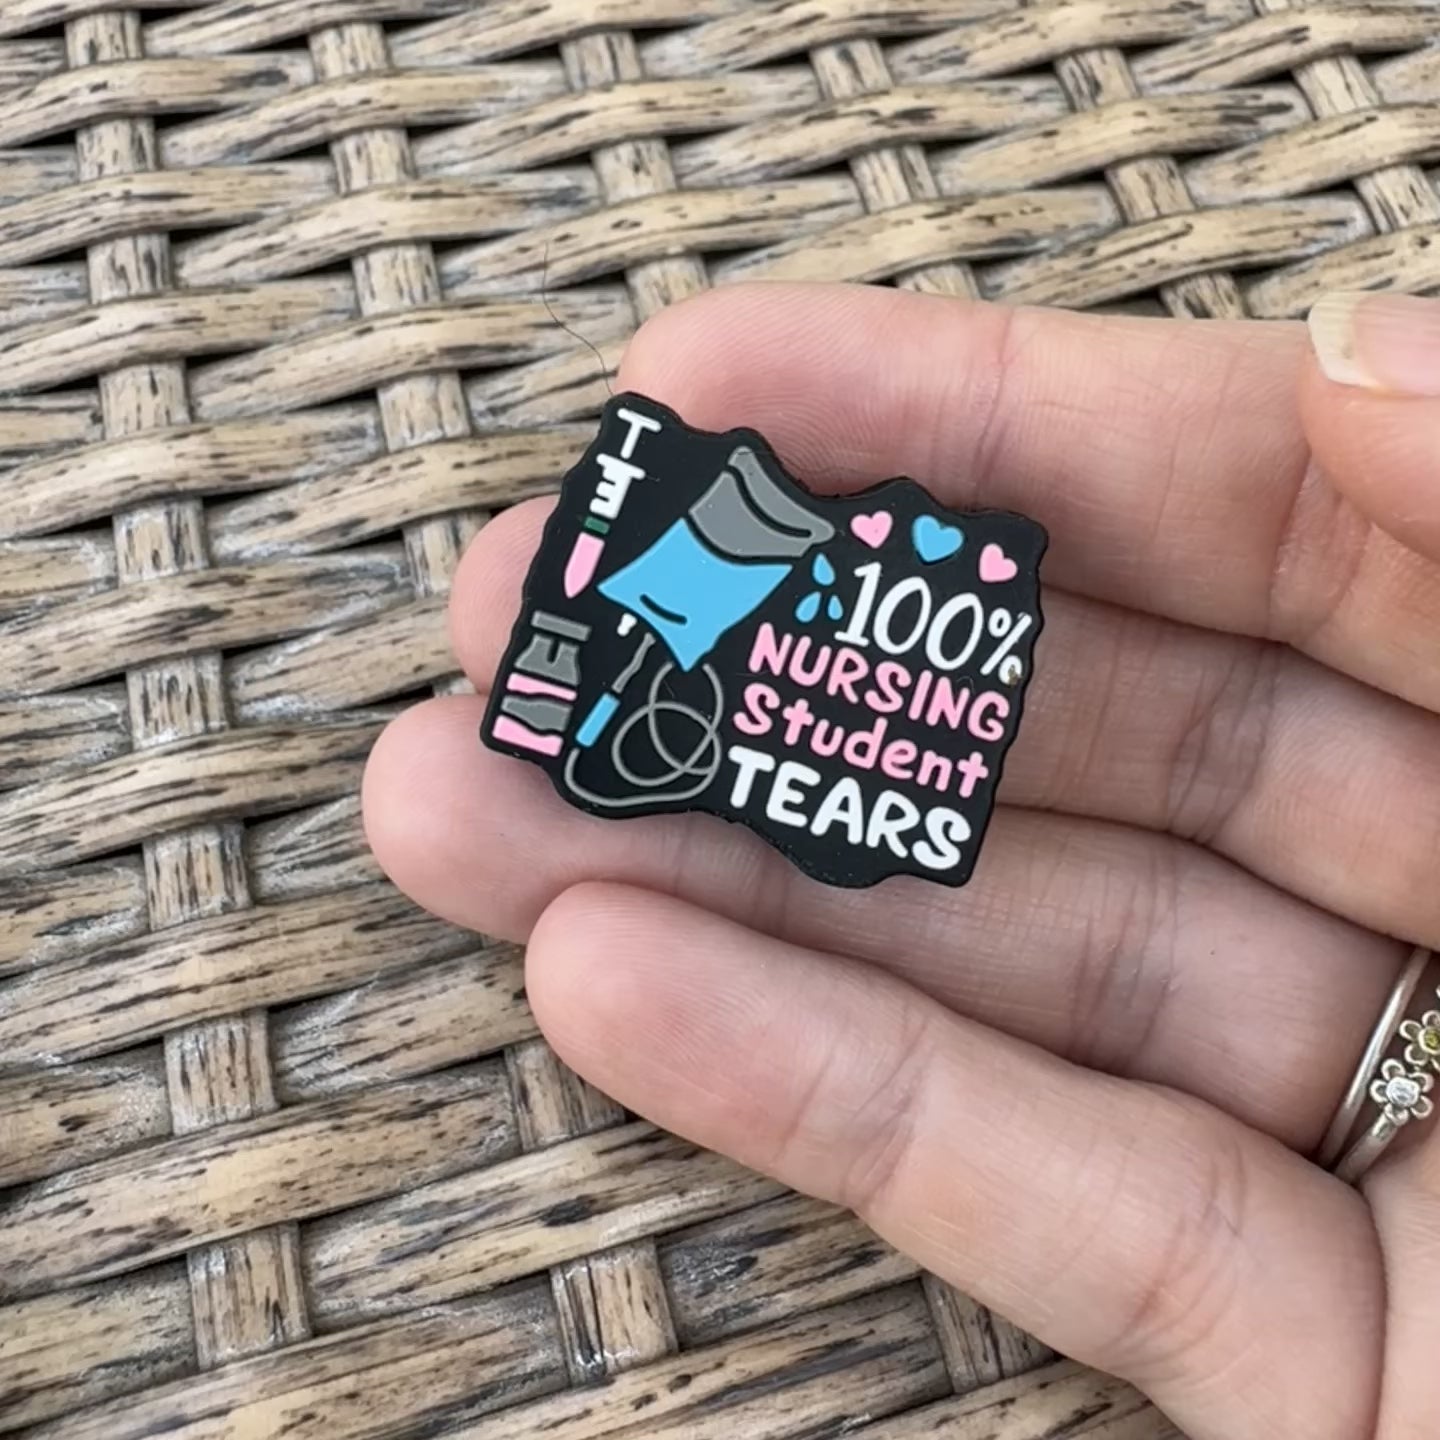 100%
NURSING
Student
TEARS